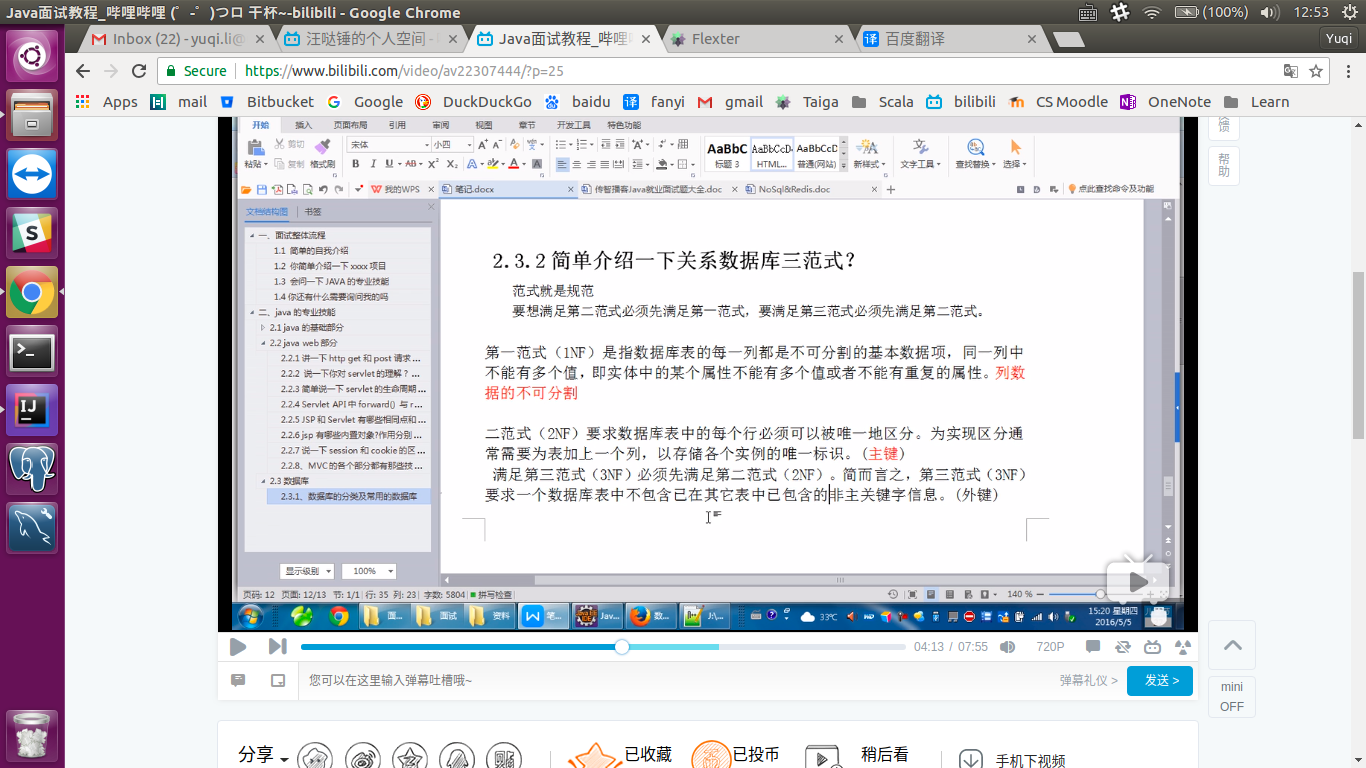 Java面试教程_哔哩哔哩 (゜-゜)つロ 干杯~-bilibili - Google Chrome
(100%)
12:53
Inbox (22) - yuqi.li@
汪哒锤的个人空间 -
Java面试教程_哔哩
Flexter
百度翻译
Yuqi
Secure
https://www.bilibili.com/video/av22307444/?p=25
Apps
mail
Bitbucket
Google
DuckDuckGo
baidu
fanyi
gmail
Taiga
Scala
bilibili
CS Moodle
OneNote
Learn
开始 插入 页面布局 引用 审阅 视图 章节 开发工具 特色功能
粘贴 剪切 复制 格式刷
宋体 小四
AaBbC AaBbCcD AaBbCcD
标题 3 HTML... 普通(网站) 新样式 文字工具 查找替换 选择
我的WPS
笔记.docx
传智播客Java就业面试题大全.doc
NoSql&Redis.doc
点此查找命令及功能
文档结构图 书签
一、面试整体流程
1.1 简单的自我介绍
1.2 你简单介绍一下 xxxx 项目
1.3 会问一下 JAVA 的专业技能
1.4 你还有什么需要询问我的吗
二、java 的专业技能
2.1 java 的基础部分
2.2 java web 部分
2.2.1 讲一下 http get 和 post 请求 ...
2.2.2 说一下你对 servlet 的理解？ ...
2.2.3 简单说一下 servlet 的生命周期 ...
2.2.4 Servlet API 中 forward() 与 r...
2.2.5 JSP 和 Servlet 有哪些相同点和 ...
2.2.6 jsp 有哪些内置对象?作用分别 ...
2.2.7 说一下 session 和 cookie 的区 ...
2.2.8、MVC 的各个部分都有那些技 ...
2.3 数据库
2.3.1、数据库的分类及常用的数据库
显示级别
100%
2.3.2 简单介绍一下关系数据库三范式？
范式就是规范
要想满足第二范式必须先满足第一范式，要满足第三范式必须先满足第二范式。
第一范式（1NF）是指数据库表的每一列都是不可分割的基本数据项，同一列中
不能有多个值，即实体中的某个属性不能有多个值或者不能有重复的属性。列数
据的不可分割
二范式（2NF）要求数据库表中的每个行必须可以被唯一地区分。为实现区分通
常需要为表加上一个列，以存储各个实例的唯一标识。(主键)
满足第三范式（3NF）必须先满足第二范式（2NF）。简而言之，第三范式（3NF）
要求一个数据库表中不包含已在其它表中已包含的非主关键字信息。(外键)
页码: 12 页面: 12/13 节: 1/1 行: 35 列: 23 字数: 5804 拼写检查
140 %
面... 面试 资料 笔... Jav... 数... J:\...
33℃
15:20 星期四
2016/5/5
04:13 / 07:55
720P
您可以在这里输入弹幕吐槽哦~
弹幕礼仪 >
发送 >
馈
帮
助
mini
OFF
分享
已收藏
已投币
稍后看
手机下视频